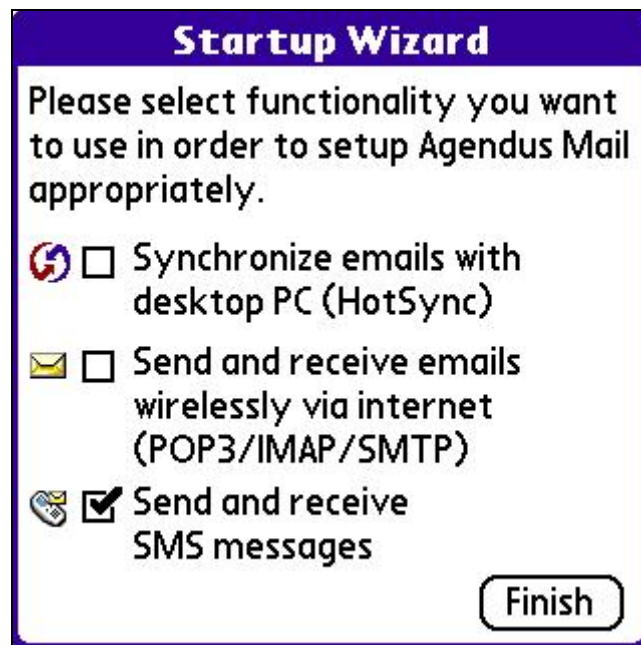 Startup Wizard
Please select functionality you want
to use in order to setup Agendus Mail
appropriately.
Synchronize emails with
desktop PC (HotSync)
Send and receive emails
wirelessly via internet
(POP3/IMAP/SMTP)
Send and receive
SMS messages
Finish